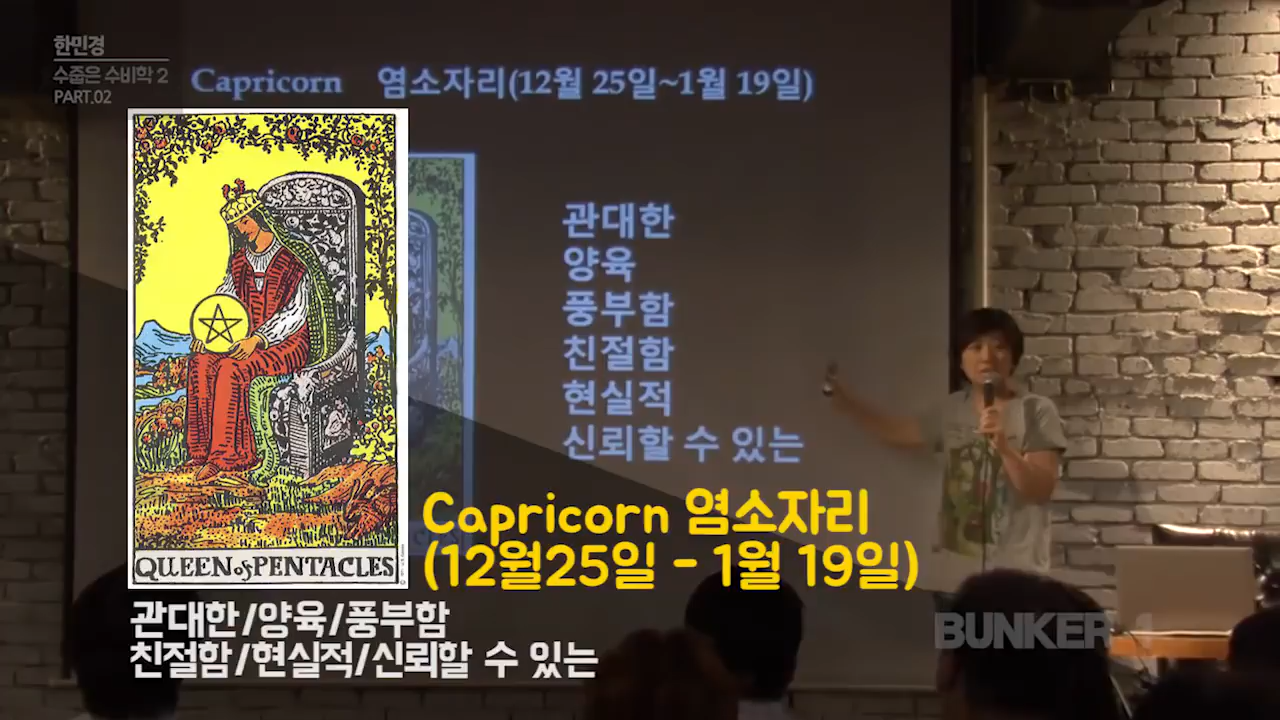 한민경
수줍은 수비학 2
PART.02
Capricorn 염소자리(12월 25일~1월 19일)
관대한
양육
풍부함
친절함
현실적
신뢰할 수 있는
QUEEN of PENTACLES
Capricorn 염소자리
(12월25일 - 1월 19일)
관대한/양육/풍부함
친절함/현실적/신뢰할 수 있는
BUNKER 1